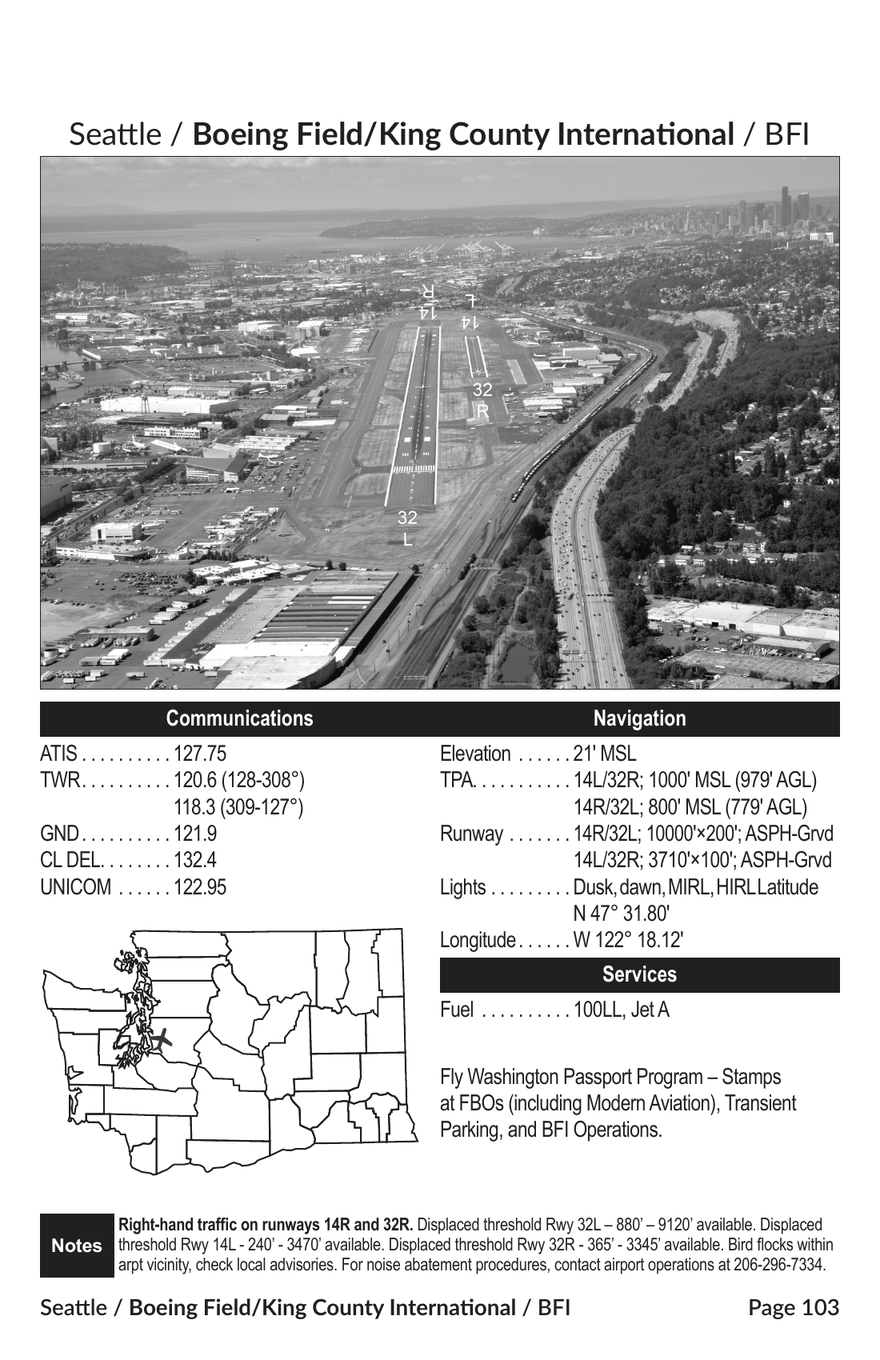 Seattle / Boeing Field/King County International / BFI
14
R
14
L
32
R
32
L
Communications
ATIS . . . . . . . . . . 127.75
TWR. . . . . . . . . . 120.6 (128-308°)
118.3 (309-127°)
GND . . . . . . . . . . 121.9
CL DEL. . . . . . . . 132.4
UNICOM . . . . . . 122.95
Navigation
Elevation . . . . . . 21' MSL
TPA. . . . . . . . . . . 14L/32R; 1000' MSL (979' AGL)
14R/32L; 800' MSL (779' AGL)
Runway . . . . . . . 14R/32L; 10000'×200'; ASPH-Grvd
14L/32R; 3710'×100'; ASPH-Grvd
Lights . . . . . . . . . Dusk, dawn, MIRL, HIRLLatitude
N 47° 31.80'
Longitude . . . . . . W 122° 18.12'
Services
Fuel . . . . . . . . . . 100LL, Jet A
Fly Washington Passport Program – Stamps
at FBOs (including Modern Aviation), Transient
Parking, and BFI Operations.
Notes
Right-hand traffic on runways 14R and 32R. Displaced threshold Rwy 32L – 880’ – 9120’ available. Displaced
threshold Rwy 14L - 240’ - 3470’ available. Displaced threshold Rwy 32R - 365’ - 3345’ available. Bird flocks within
arpt vicinity, check local advisories. For noise abatement procedures, contact airport operations at 206-296-7334.
Seattle / Boeing Field/King County International / BFI
Page 103